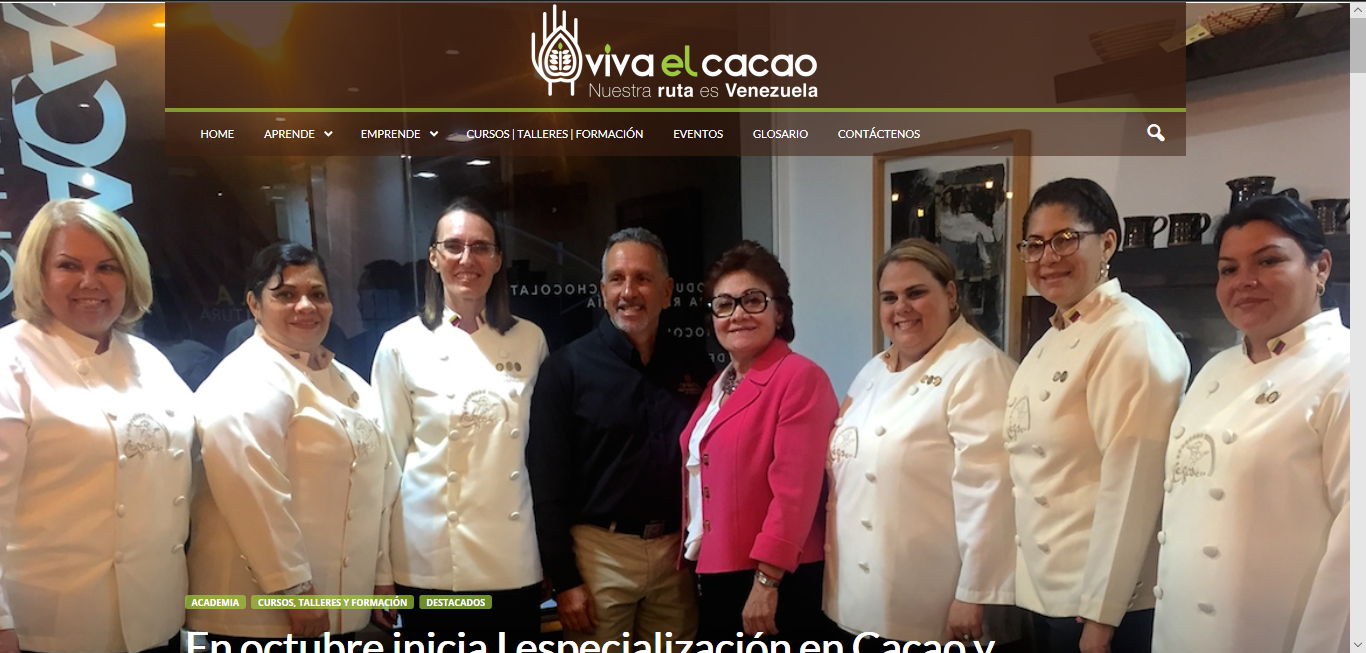 viva el cacao
Nuestra ruta es Venezuela
HOME APRENDE EMPRENDE CURSOS | TALLERES | FORMACIÓN EVENTOS GLOSARIO CONTÁCTENOS
ACADEMIA CURSOS, TALLERES Y FORMACIÓN DESTACADOS
En octubre inicia I especialización en Cacao y